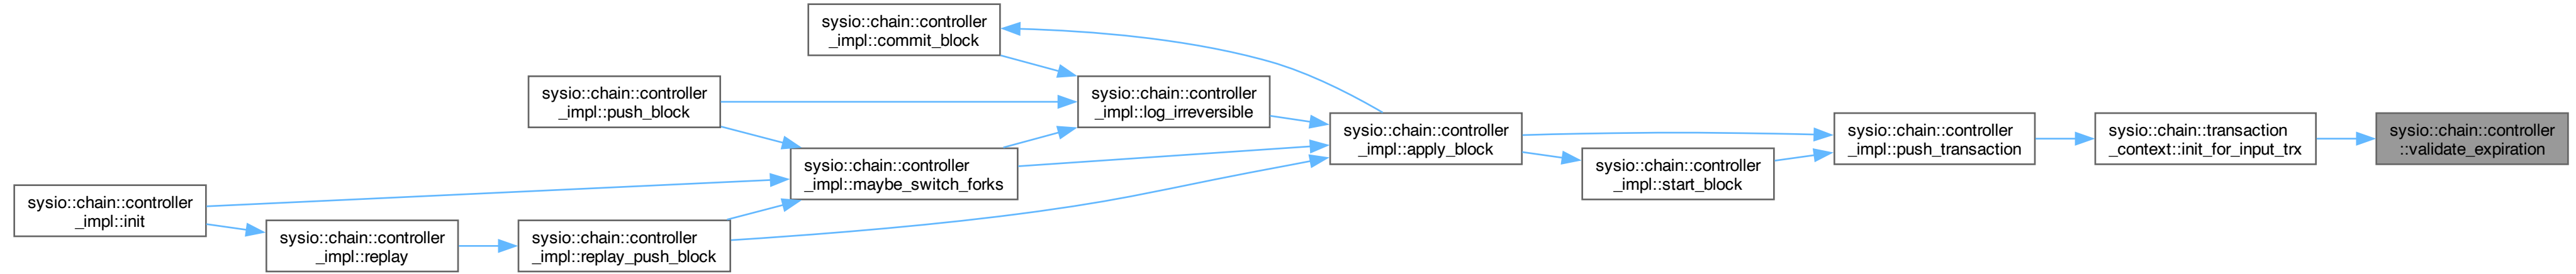 sysio::chain::controller
_impl::commit_block
sysio::chain::controller
_impl::push_block
sysio::chain::controller
_impl::log_irreversible
sysio::chain::controller
_impl::apply_block
sysio::chain::controller
_impl::push_transaction
sysio::chain::transaction
_context::init_for_input_trx
sysio::chain::controller
::validate_expiration
sysio::chain::controller
_impl::maybe_switch_forks
sysio::chain::controller
_impl::start_block
sysio::chain::controller
_impl::init
sysio::chain::controller
_impl::replay
sysio::chain::controller
_impl::replay_push_block